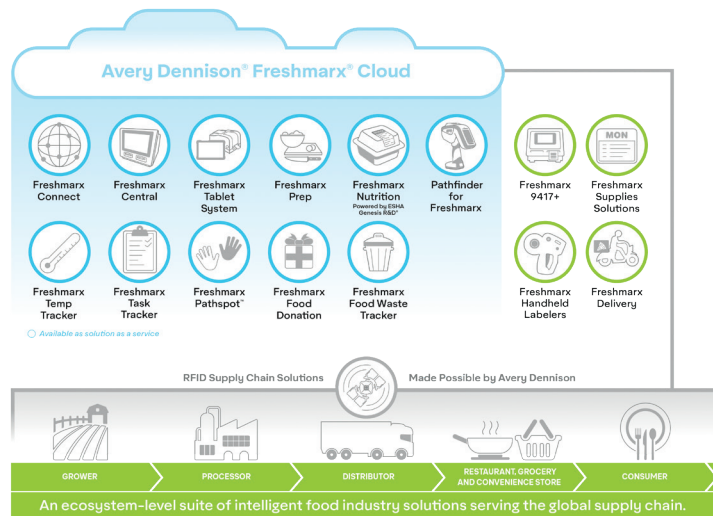 Avery Dennison® Freshmarx® Cloud
Freshmarx
Connect
Freshmarx
Central
Freshmarx
Tablet
System
Freshmarx
Prep
Freshmarx
Nutrition
Powered by ESHA
Genesis R&D®
Pathfinder
for
Freshmarx
Freshmarx
9417+
MON
Freshmarx
Supplies
Solutions
Freshmarx
Temp
Tracker
Freshmarx
Task
Tracker
Freshmarx
Pathspot™
Freshmarx
Food
Donation
Freshmarx
Food Waste
Tracker
Freshmarx
Handheld
Labelers
Freshmarx
Delivery
Available as solution as a service
RFID Supply Chain Solutions
Made Possible by Avery Dennison
GROWER
PROCESSOR
DISTRIBUTOR
RESTAURANT, GROCERY
AND CONVENIENCE STORE
CONSUMER
An ecosystem-level suite of intelligent food industry solutions serving the global supply chain.